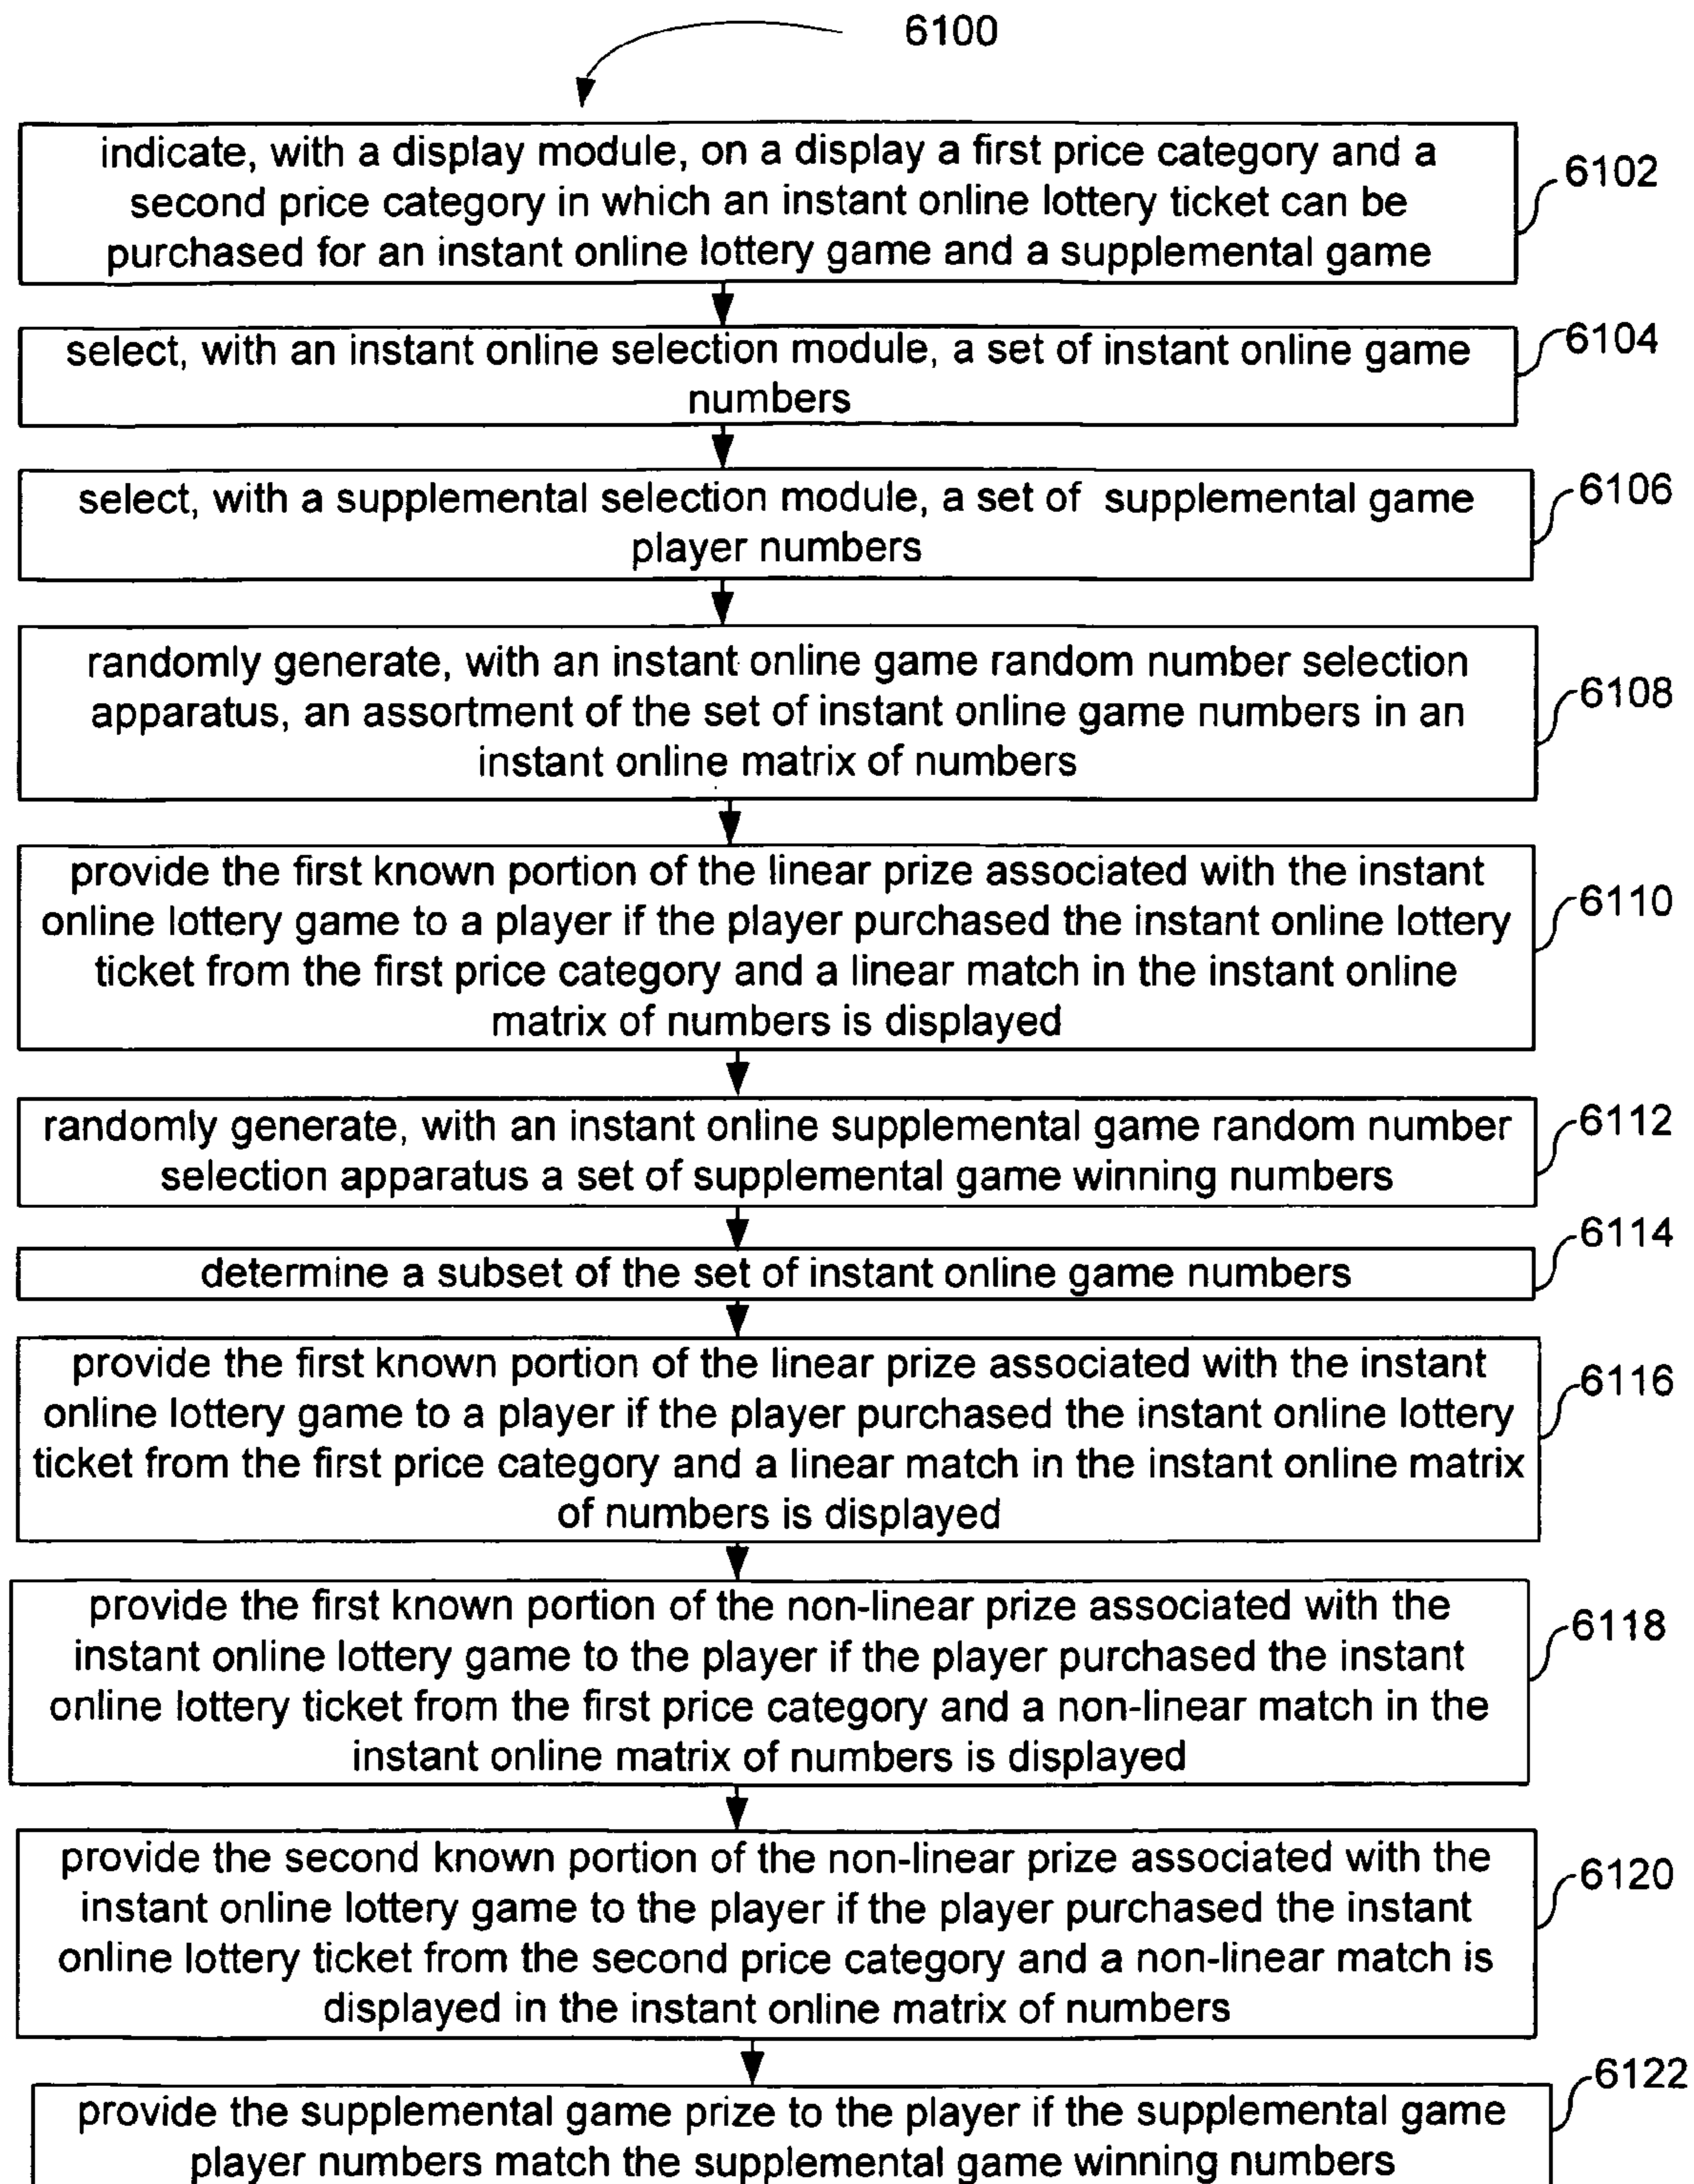 6100
indicate, with a display module, on a display a first price category and a
second price category in which an instant online lottery ticket can be
purchased for an instant online lottery game and a supplemental game
6102
select, with an instant online selection module, a set of instant online game
numbers
6104
select, with a supplemental selection module, a set of supplemental game
player numbers
6106
randomly generate, with an instant online game random number selection
apparatus, an assortment of the set of instant online game numbers in an
instant online matrix of numbers
6108
provide the first known portion of the linear prize associated with the instant
online lottery game to a player if the player purchased the instant online lottery
ticket from the first price category and a linear match in the instant online
matrix of numbers is displayed
6110
randomly generate, with an instant online supplemental game random number
selection apparatus a set of supplemental game winning numbers
6112
determine a subset of the set of instant online game numbers
6114
provide the first known portion of the linear prize associated with the instant
online lottery game to a player if the player purchased the instant online lottery
ticket from the first price category and a linear match in the instant online matrix
of numbers is displayed
6116
provide the first known portion of the non-linear prize associated with the
instant online lottery game to the player if the player purchased the instant
online lottery ticket from the first price category and a non-linear match in the
instant online matrix of numbers is displayed
6118
provide the second known portion of the non-linear prize associated with the
instant online lottery game to the player if the player purchased the instant
online lottery ticket from the second price category and a non-linear match is
displayed in the instant online matrix of numbers
6120
provide the supplemental game prize to the player if the supplemental game
player numbers match the supplemental game winning numbers
6122